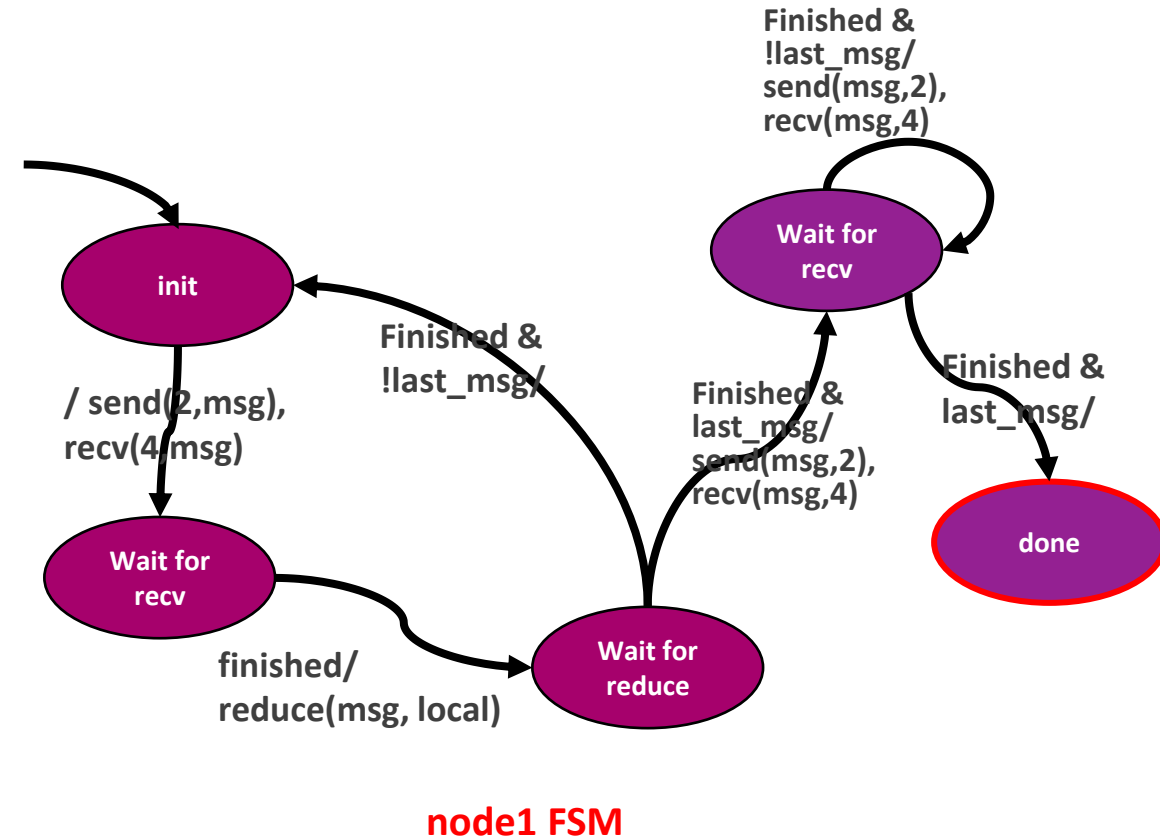 Finished &
!last_msg/
send(msg,2),
recv(msg,4)
Wait for
recv
init
Finished &
!last_msg/
Finished &
last_msg/
/ send(2,msg),
recv(4,msg)
Finished &
last_msg/
send(msg,2),
recv(msg,4)
Wait for
recv
done
finished/
reduce(msg, local)
Wait for
reduce
node1 FSM